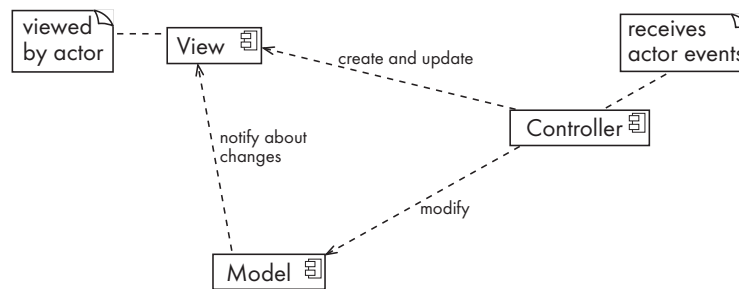 viewed
by actor
View
create and update
receives
actor events
Controller
notify about
changes
modify
Model